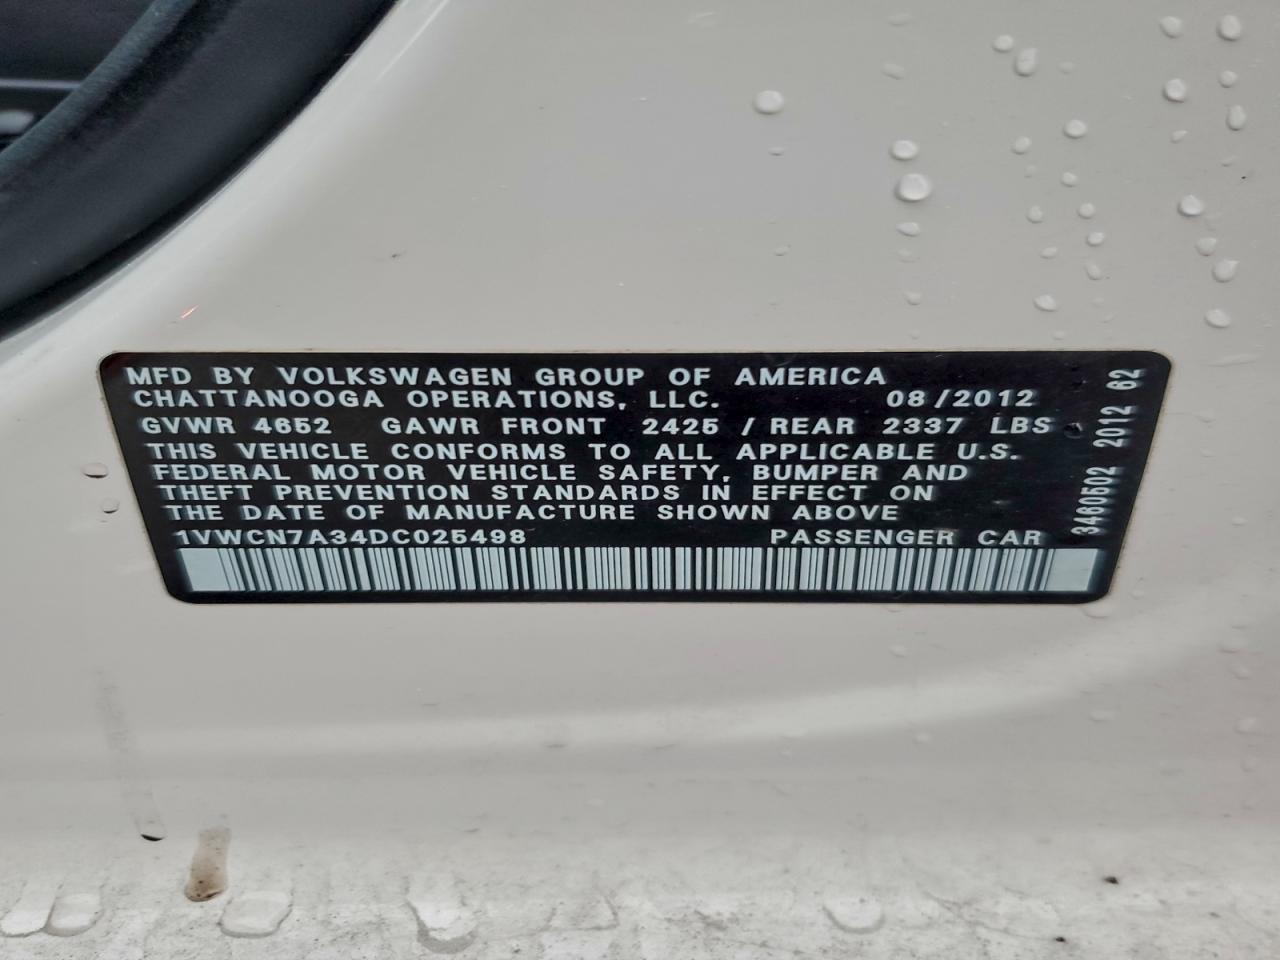 MFD BY VOLKSWAGEN GROUP OF AMERICA
CHATTANOOGA OPERATIONS, LLC. 08/2012
GVWR 4652 GAWR FRONT 2425 / REAR 2337 LBS
THIS VEHICLE CONFORMS TO ALL APPLICABLE U.S.
FEDERAL MOTOR VEHICLE SAFETY, BUMPER AND
THEFT PREVENTION STANDARDS IN EFFECT ON
THE DATE OF MANUFACTURE SHOWN ABOVE
1VWCN7A34DC025498 PASSENGER CAR
3460502 2012 62